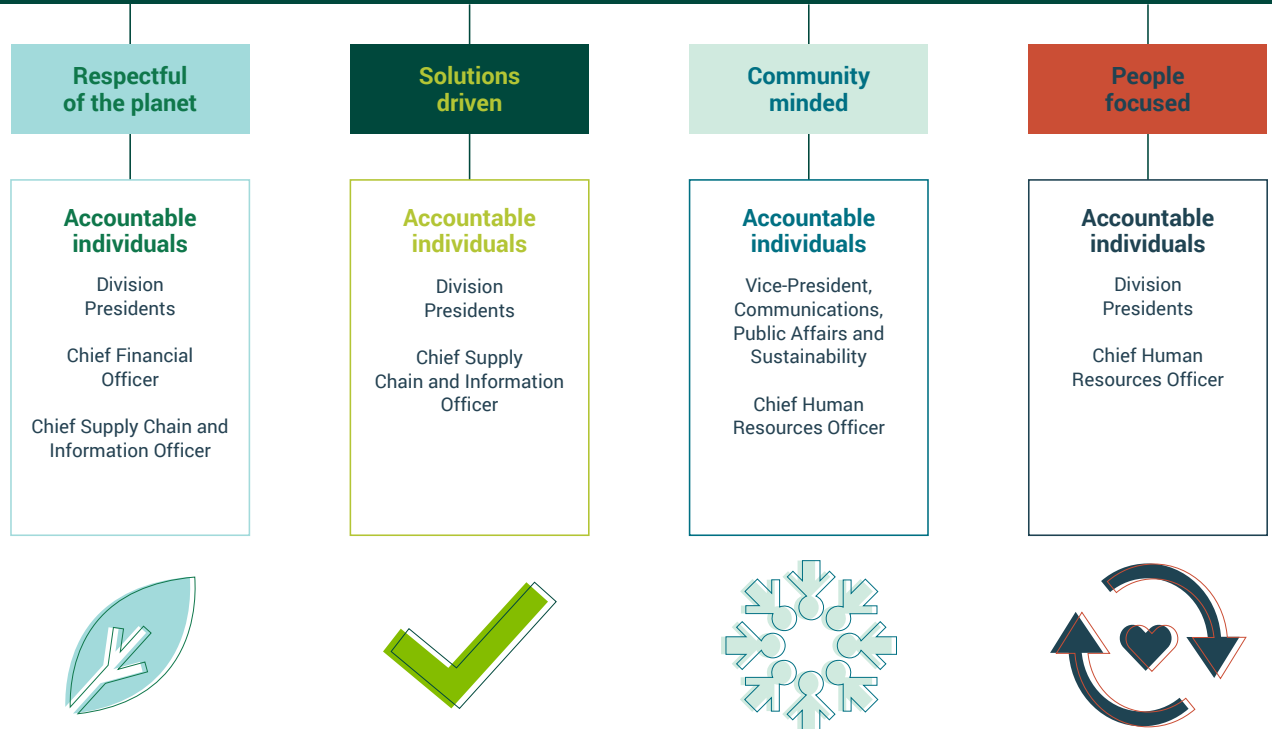 Respectful
of the planet
Accountable
individuals
Division
Presidents
Chief Financial
Officer
Chief Supply Chain and
Information Officer
Solutions
driven
Accountable
individuals
Division
Presidents
Chief Supply
Chain and Information
Officer
Community
minded
Accountable
individuals
Vice-President,
Communications,
Public Affairs and
Sustainability
Chief Human
Resources Officer
People
focused
Accountable
individuals
Division
Presidents
Chief Human
Resources Officer